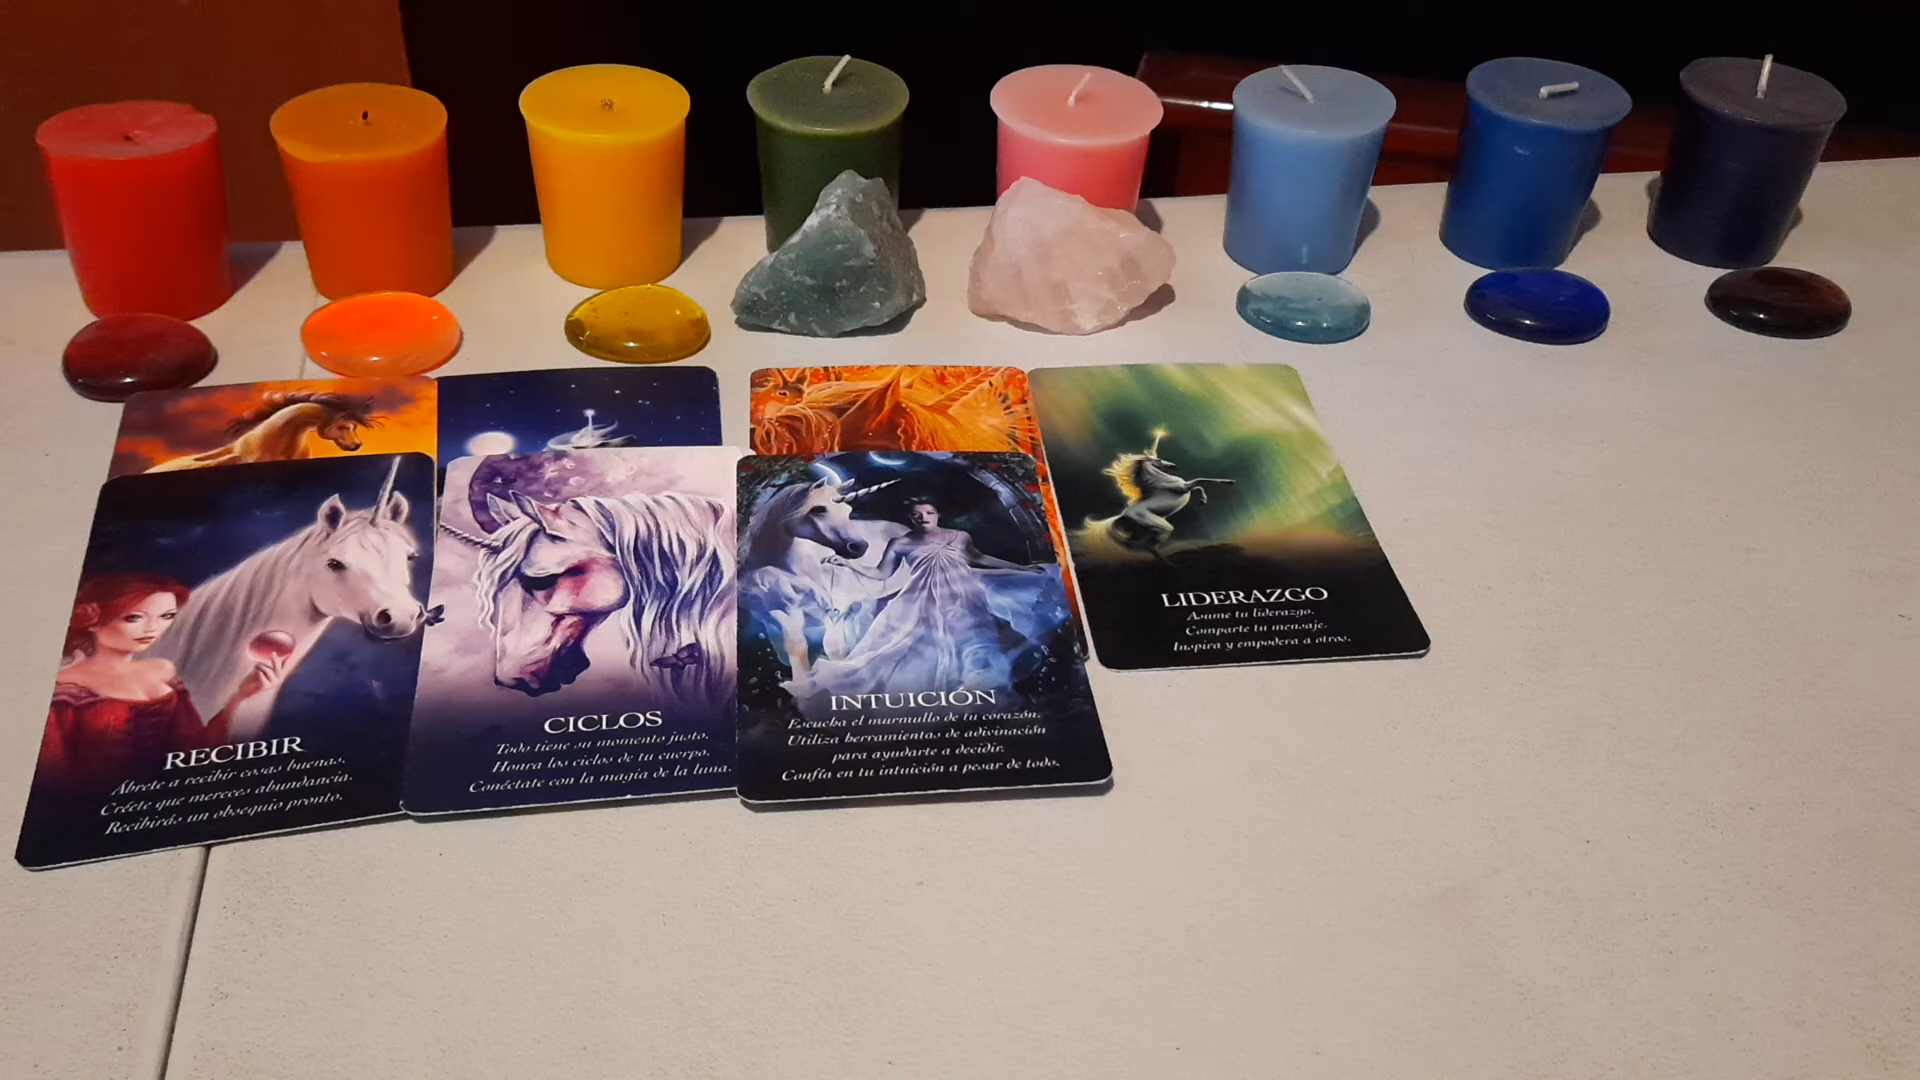 RECIBIR
Ábrete a recibir cosas buenas.
Créete que mereces abundancia.
Recibirás un obsequio pronto.
CICLOS
Todo tiene su momento justo.
Honra los ciclos de tu cuerpo.
Conéctate con la magia de la luna.
INTUICIÓN
Escucha el murmullo de tu corazón.
Utiliza herramientas de adivinación
para ayudarte a decidir.
Confía en tu intuición a pesar de todo.
LIDERAZGO
Asume tu liderazgo.
Comparte tu mensaje.
Inspira y empodera a otros.